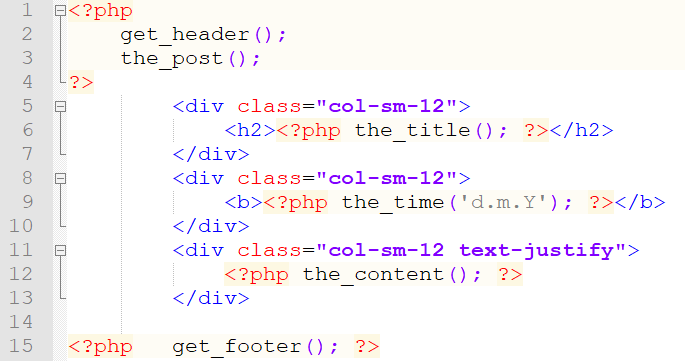 1 <?php
2 get_header();
3 the_post();
4 ?>
5 <div class="col-sm-12">
6 <h2><?php the_title(); ?></h2>
7 </div>
8 <div class="col-sm-12">
9 <b><?php the_time('d.m.Y'); ?></b>
10 </div>
11 <div class="col-sm-12 text-justify">
12 <?php the_content(); ?>
13 </div>
14
15 <?php get_footer(); ?>